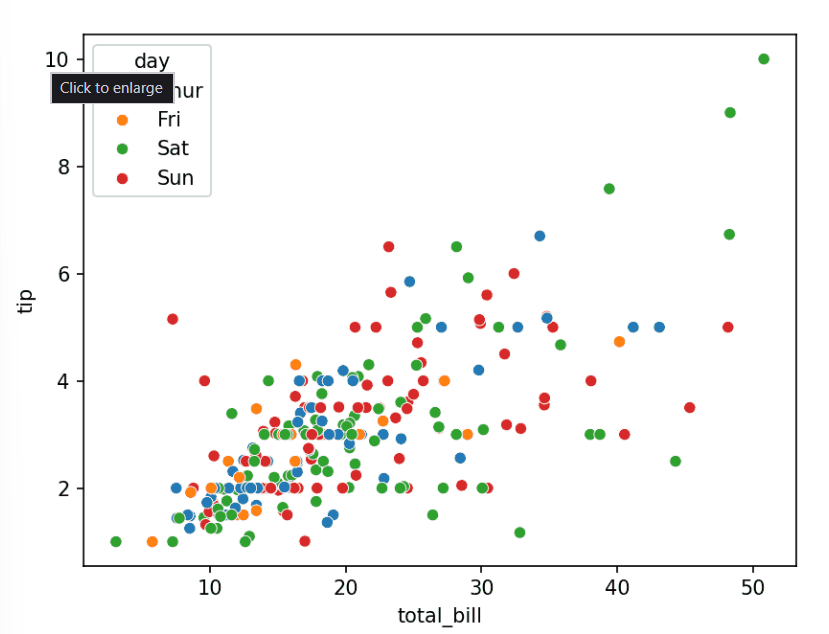 day
Click to enlarge
hur
Fri
Sat
Sun
10
8
6
4
2
tip
10 20 30 40 50
total_bill